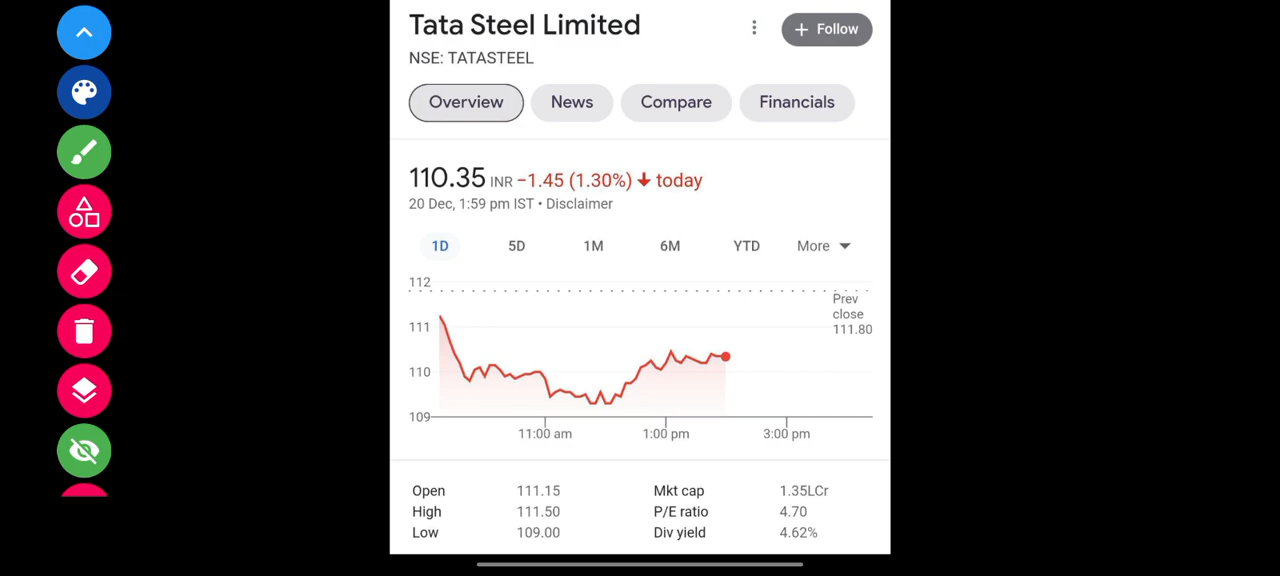 Tata Steel Limited
+ Follow
NSE: TATASTEEL
Overview News Compare Financials
110.35 INR −1.45 (1.30%) ↓ today
20 Dec, 1:59 pm IST • Disclaimer
1D 5D 1M 6M YTD More
112
Prev
close
111.80
111
110
109
11:00 am 1:00 pm 3:00 pm
Open 111.15 Mkt cap 1.35LCr
High 111.50 P/E ratio 4.70
Low 109.00 Div yield 4.62%